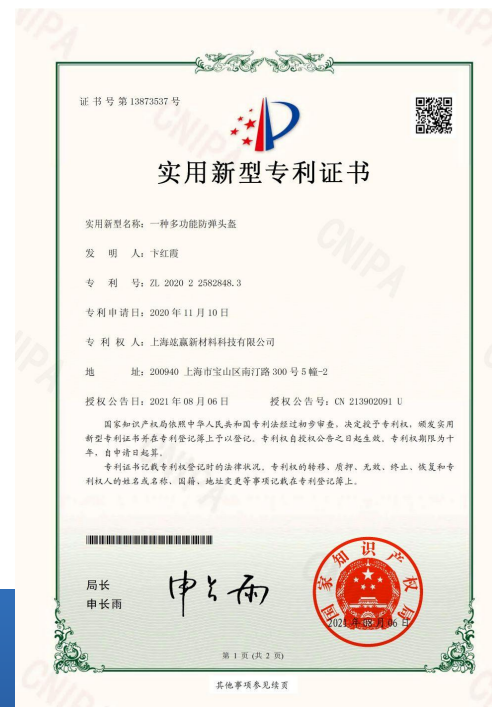 证书号第13873537号
实用新型专利证书
实用新型名称：一种多功能防弹头盔
发 明 人：卞红霞
专 利 号：ZL 2020 2 2582848.3
专利申请日：2020年11月10日
专 利 权 人：上海竑赢新材料科技有限公司
地 址：200940 上海市宝山区南汀路300号5幢-2
授权公告日：2021年08月06日 授权公告号：CN 213902091 U
国家知识产权局依照中华人民共和国专利法经过初步审查，决定授予专利权，颁发实用
新型专利证书并在专利登记簿上予以登记。专利权自授权公告之日起生效。专利权期限为十
年，自申请日起算。
专利证书记载专利权登记时的法律状况。专利权的转移、质押、无效、终止、恢复和专
利权人的姓名或名称、国籍、地址变更等事项记载在专利登记簿上。
局长
申长雨
申长雨
国家知识产权局
2021年08月06日
第 1 页 (共 2 页)
其他事项参见续页
CNIPA
CNIPA
CNIPA